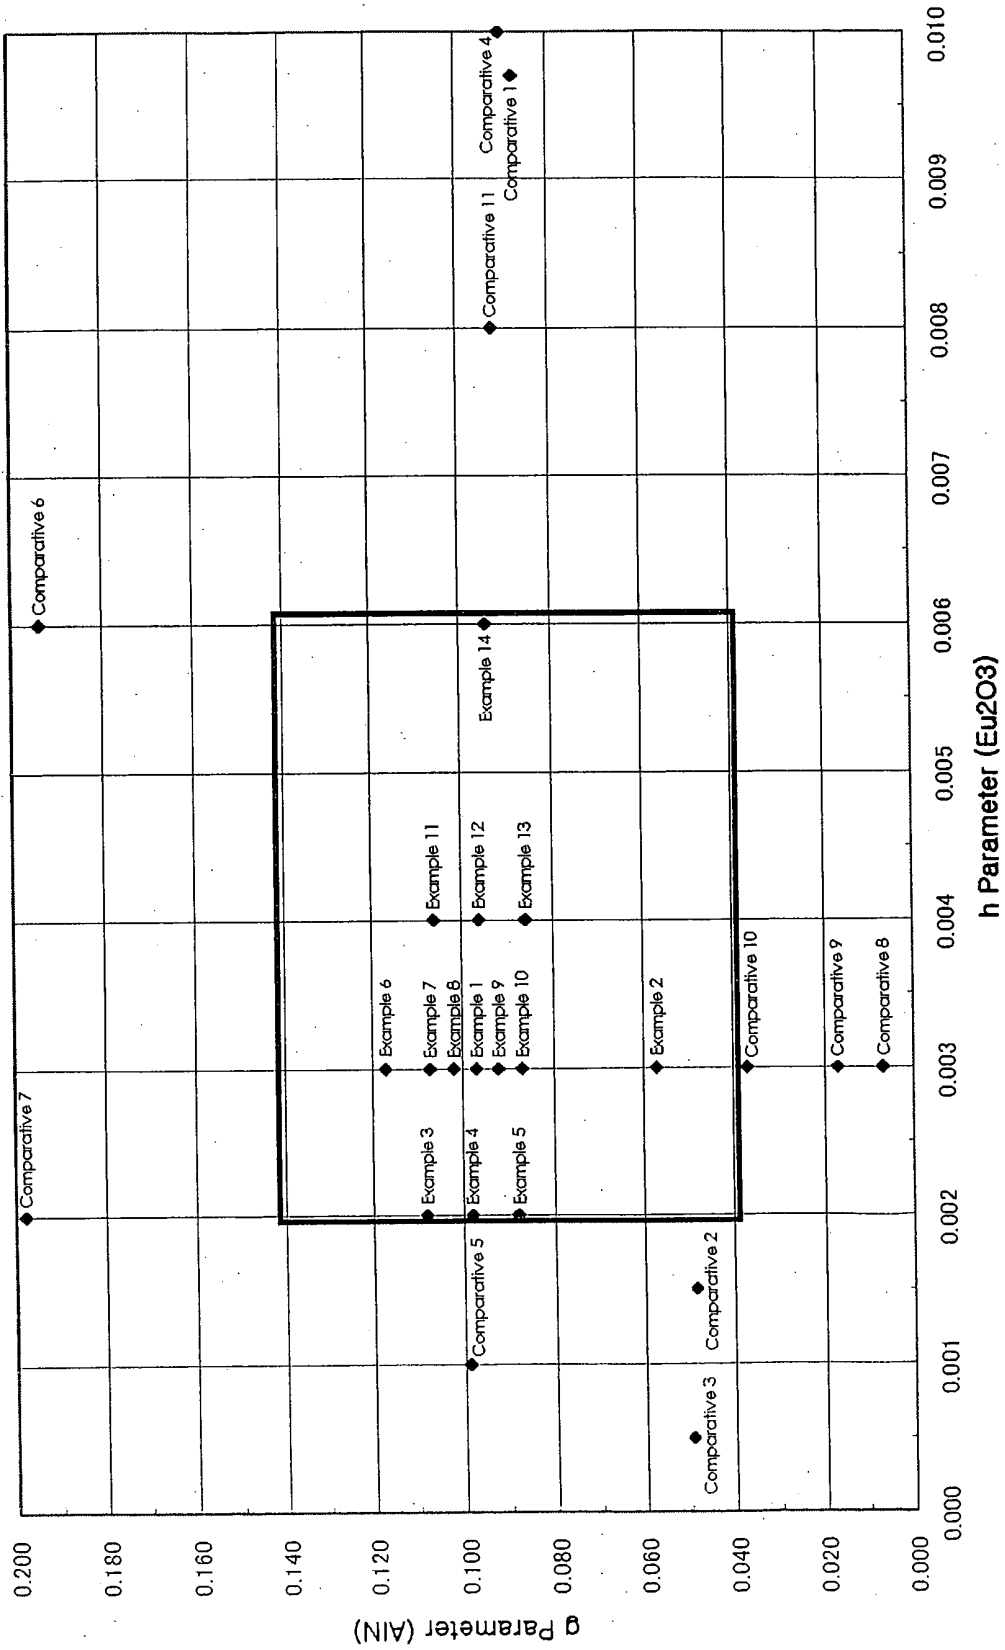 0.200
0.180
0.160
0.140
0.120
0.100
0.080
0.060
0.040
0.020
0.000
g Parameter (AlN)
Comparative 7
Comparative 6
Example 6
Example 3
Example 7
Example 11
Example 8
Comparative 5
Example 4
Example 1
Example 12
Example 14
Comparative 11
Comparative 4
Example 9
Comparative 1
Example 5
Example 10
Example 13
Example 2
Comparative 3
Comparative 2
Comparative 10
Comparative 9
Comparative 8
0.000
0.001
0.002
0.003
0.004
0.005
0.006
0.007
0.008
0.009
0.010
h Parameter (Eu2O3)